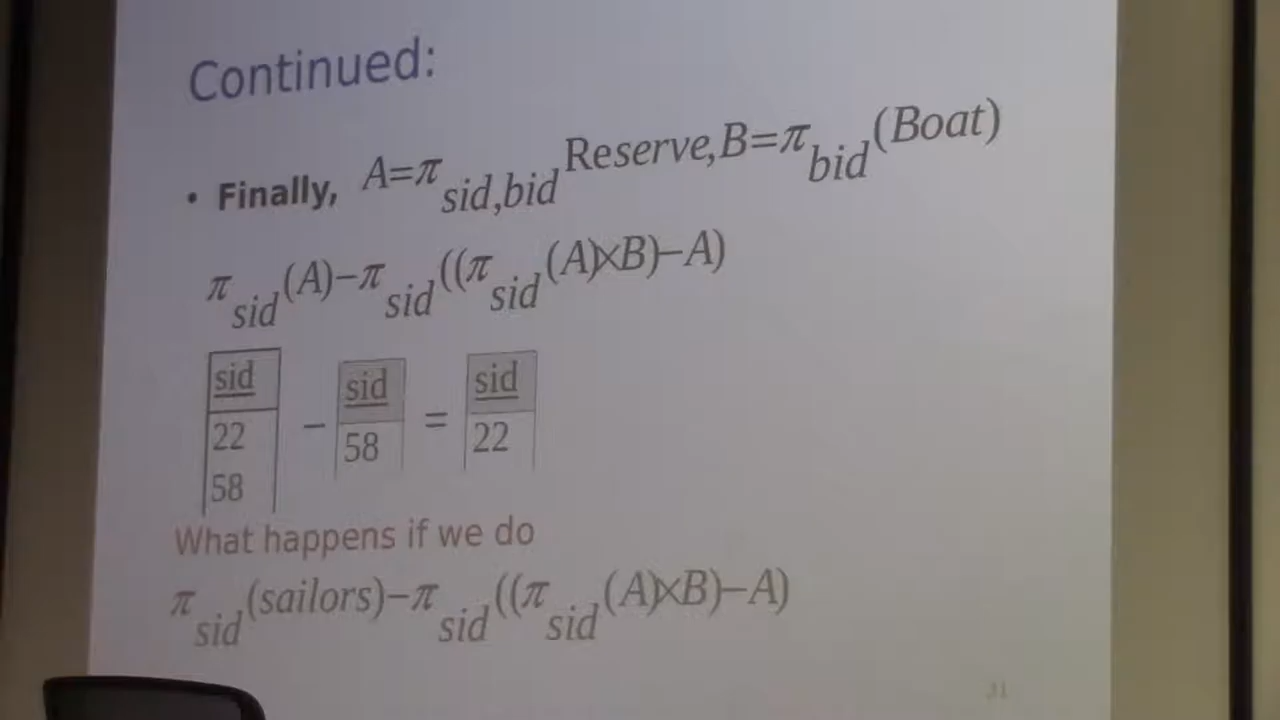 Continued:
• Finally, A=π sid,bid Reserve,B=π bid (Boat)
π sid (A)−π sid ((π sid (A)×B)−A)
sid sid sid
22 − 58 = 22
58
What happens if we do
π sid (sailors)−π sid ((π sid (A)×B)−A)
31